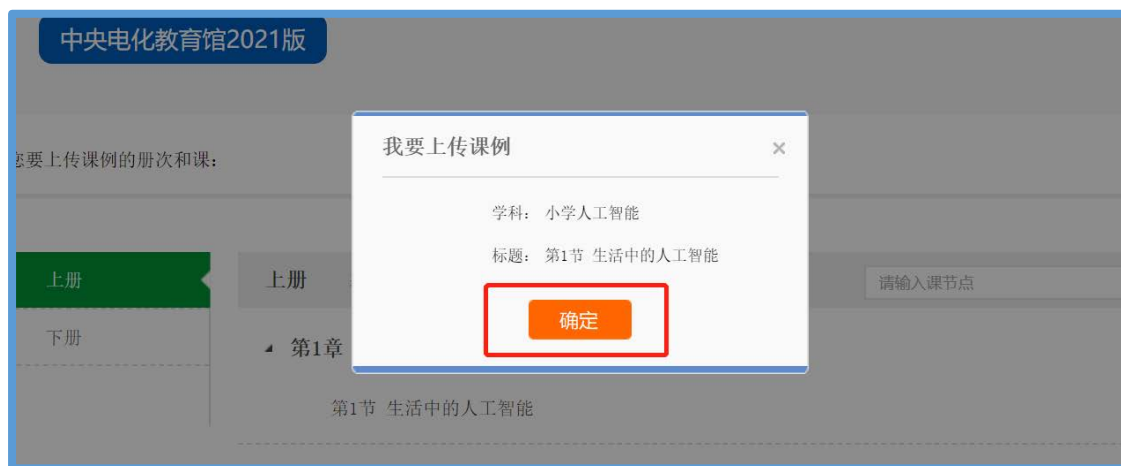 中央电化教育馆2021版
我要上传课例
×
您要上传课例的册次和课：
学科： 小学人工智能
标题： 第1节 生活中的人工智能
上册
上册
请输入课节点
确定
下册
第1章
第1节 生活中的人工智能